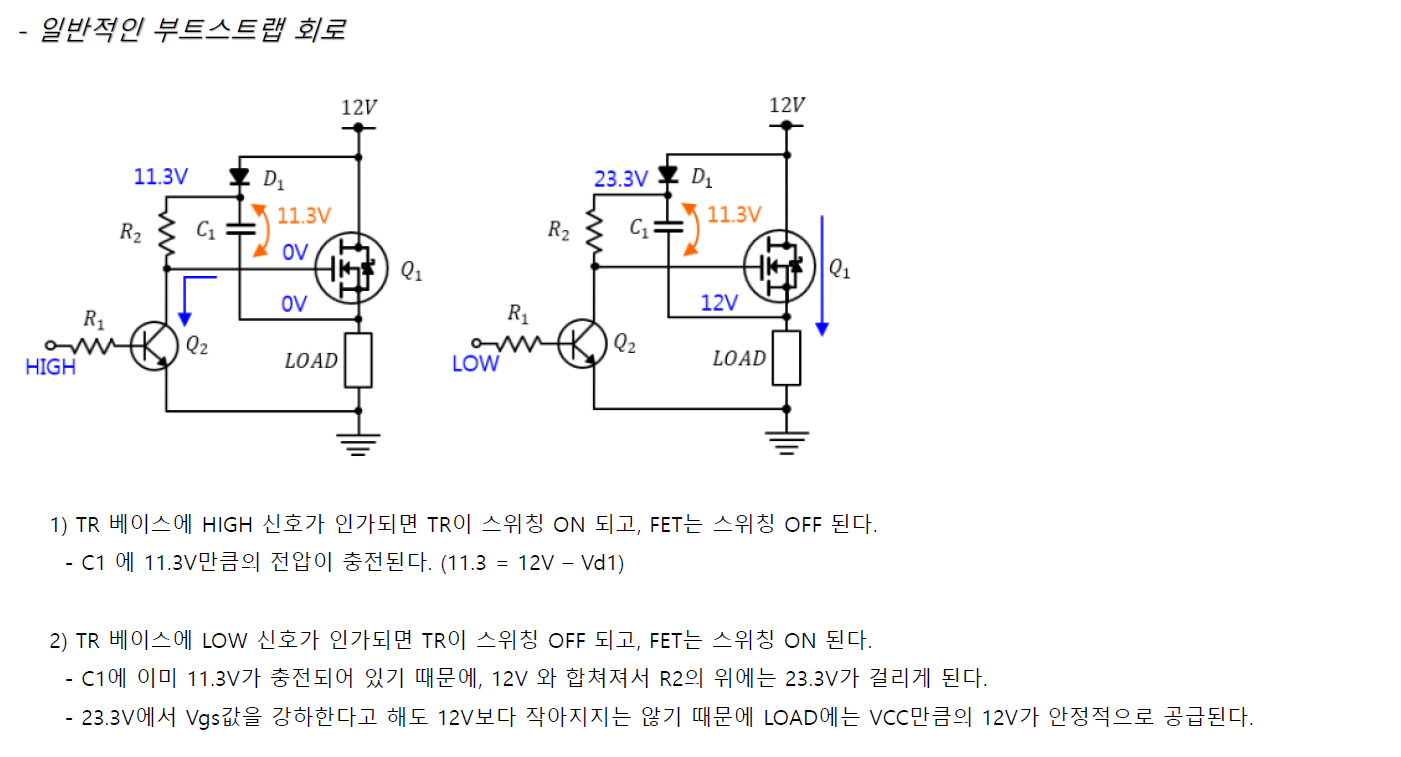 - 일반적인 부트스트랩 회로
12V
12V
11.3V
D1
23.3V
D1
R2
C1
11.3V
R2
C1
11.3V
0V
Q1
Q1
0V
12V
R1
Q2
R1
Q2
HIGH
LOAD
LOW
LOAD
1) TR 베이스에 HIGH 신호가 인가되면 TR이 스위칭 ON 되고, FET는 스위칭 OFF 된다.
- C1 에 11.3V만큼의 전압이 충전된다. (11.3 = 12V – Vd1)
2) TR 베이스에 LOW 신호가 인가되면 TR이 스위칭 OFF 되고, FET는 스위칭 ON 된다.
- C1에 이미 11.3V가 충전되어 있기 때문에, 12V 와 합쳐져서 R2의 위에는 23.3V가 걸리게 된다.
- 23.3V에서 Vgs값을 강하한다고 해도 12V보다 작아지지는 않기 때문에 LOAD에는 VCC만큼의 12V가 안정적으로 공급된다.